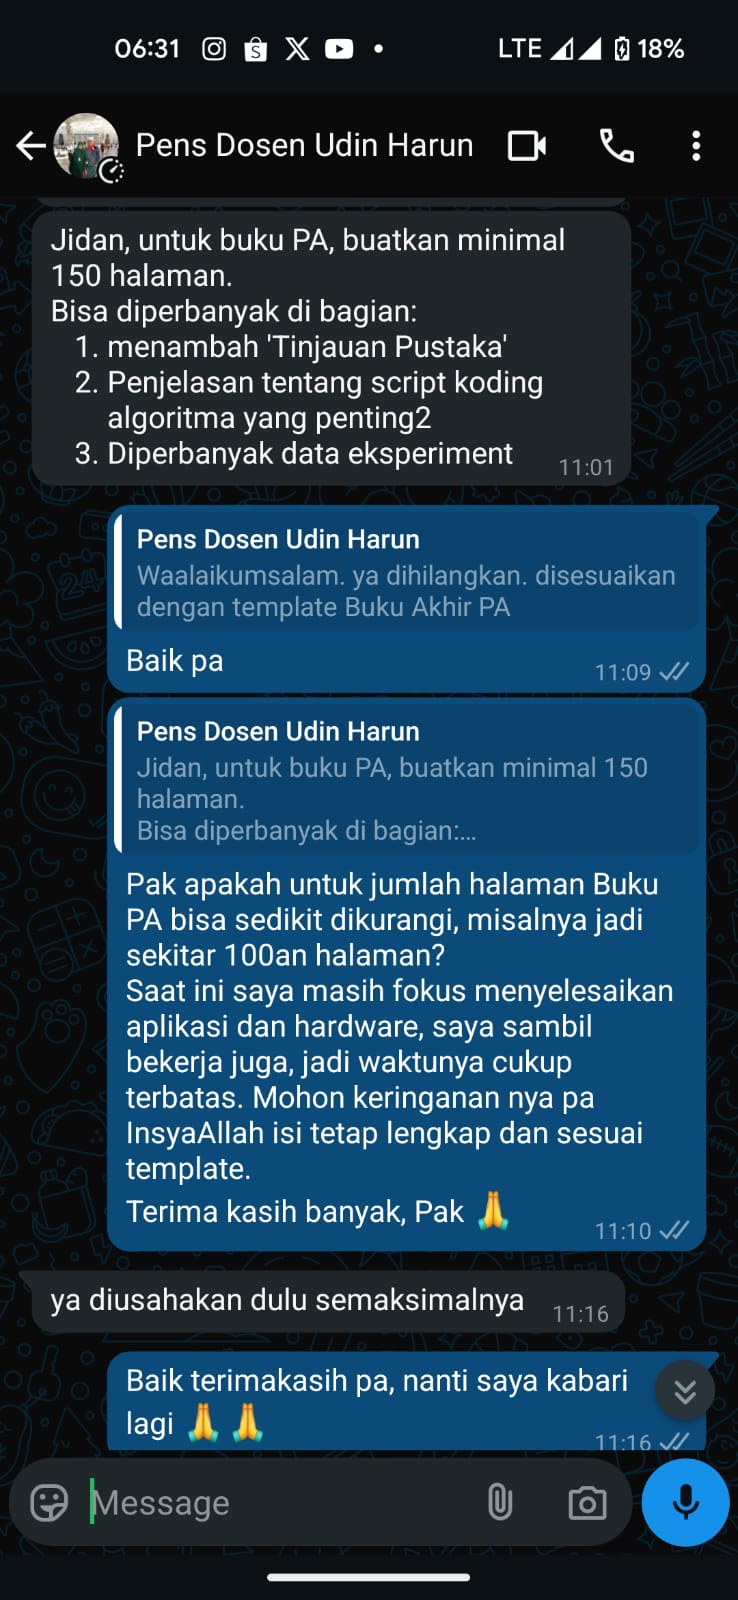 06:31
LTE 18%
Pens Dosen Udin Harun
Jidan, untuk buku PA, buatkan minimal
150 halaman.
Bisa diperbanyak di bagian:
1. menambah 'Tinjauan Pustaka'
2. Penjelasan tentang script koding
algoritma yang penting2
3. Diperbanyak data eksperiment
11:01
Pens Dosen Udin Harun
Waalaikumsalam. ya dihilangkan. disesuaikan
dengan template Buku Akhir PA
Baik pa
11:09
Pens Dosen Udin Harun
Jidan, untuk buku PA, buatkan minimal 150
halaman.
Bisa diperbanyak di bagian:...
Pak apakah untuk jumlah halaman Buku
PA bisa sedikit dikurangi, misalnya jadi
sekitar 100an halaman?
Saat ini saya masih fokus menyelesaikan
aplikasi dan hardware, saya sambil
bekerja juga, jadi waktunya cukup
terbatas. Mohon keringanan nya pa
InsyaAllah isi tetap lengkap dan sesuai
template.
Terima kasih banyak, Pak 🙏
11:10
ya diusahakan dulu semaksimalnya
11:16
Baik terimakasih pa, nanti saya kabari
lagi 🙏 🙏
11:16
Message